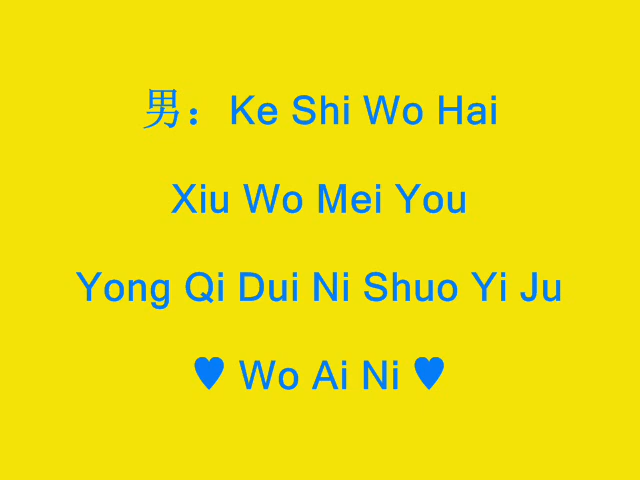 男：Ke Shi Wo Hai
Xiu Wo Mei You
Yong Qi Dui Ni Shuo Yi Ju
♥ Wo Ai Ni ♥